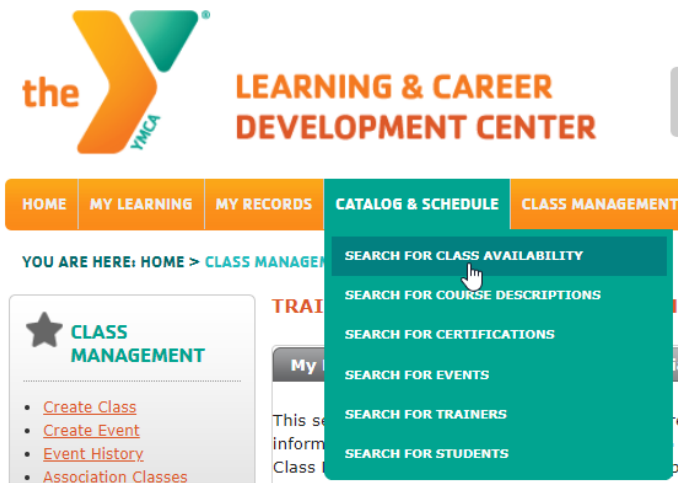 the
YMCA
LEARNING & CAREER
DEVELOPMENT CENTER
HOME MY LEARNING MY RECORDS CATALOG & SCHEDULE CLASS MANAGEMENT
YOU ARE HERE: HOME > CLASS MANAGEM
SEARCH FOR CLASS AVAILABILITY
SEARCH FOR COURSE DESCRIPTIONS
SEARCH FOR CERTIFICATIONS
SEARCH FOR EVENTS
SEARCH FOR TRAINERS
SEARCH FOR STUDENTS
CLASS
MANAGEMENT
Create Class
Create Event
Event History
Association Classes
TRAI
My
This se
inform
Class